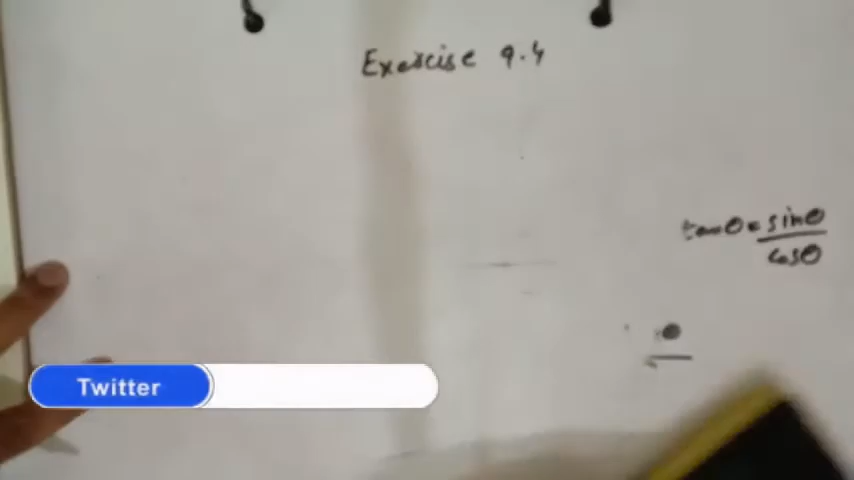 Exercise 9.4
tanθ = sinθ
cosθ
Twitter